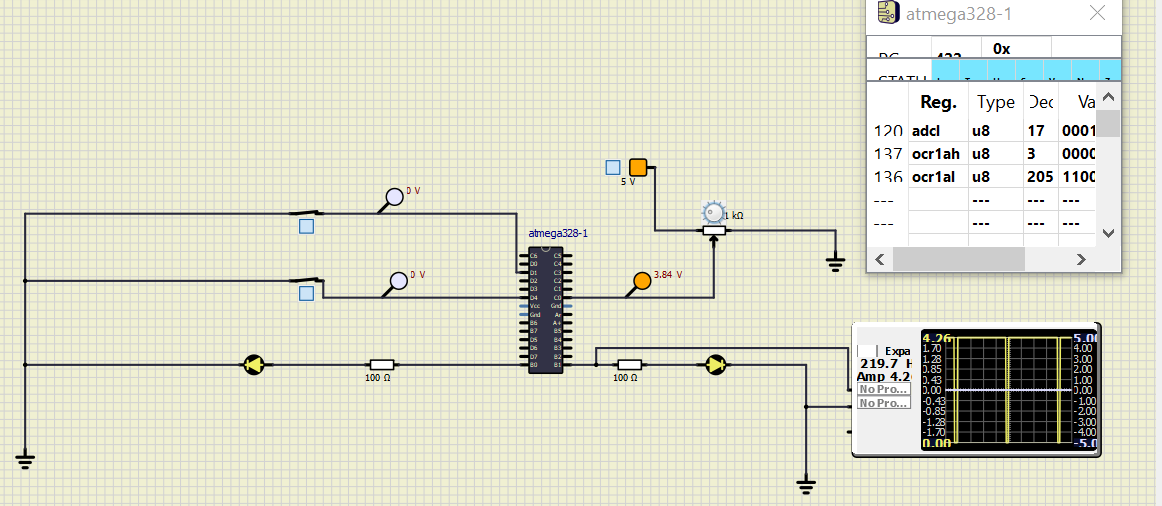 atmega328-1
0x
Reg. Type Dec Va
120 adcl u8 17 0001
137 ocr1ah u8 3 0000
136 ocr1al u8 205 1100
--- --- --- ---
--- --- --- ---
5 V
0 V
1 kΩ
atmega328-1
0 V
3.84 V
C6 C5
D0 C4
D1 C3
D2 C2
D3 C1
D4 C0
Vcc Gnd
Gnd Ar
B6 A+
B7 B5
D5 B4
D6 B3
D7 B2
B0 B1
100 Ω
100 Ω
Expa
219.7 H
Amp 4.26
No Pro...
No Pro...
4.26 5.00
1.70 4.00
1.28 3.00
0.85 2.00
0.43 1.00
0.00 0.00
-0.43 -1.00
-0.85 -2.00
-1.28 -3.00
-1.70 -4.00
0.00 -5.0